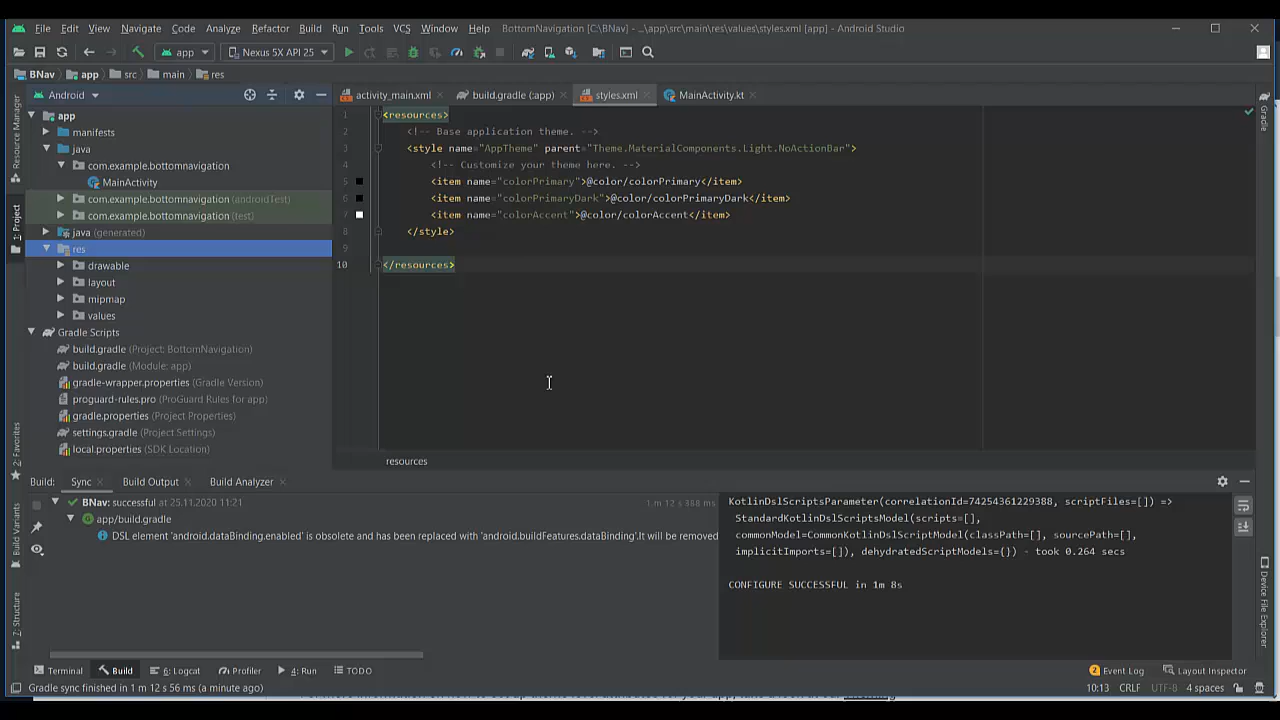 File Edit View Navigate Code Analyze Refactor Build Run Tools VCS Window Help BottomNavigation [C:\BNav] - ...\app\src\main\res\values\styles.xml [app] - Android Studio
app Nexus 5X API 25
BNav app src main res
Android activity_main.xml build.gradle (:app) styles.xml MainActivity.kt
app
manifests
java
com.example.bottomnavigation
MainActivity
com.example.bottomnavigation (androidTest)
com.example.bottomnavigation (test)
java (generated)
res
drawable
layout
mipmap
values
Gradle Scripts
build.gradle (Project: BottomNavigation)
build.gradle (Module: app)
gradle-wrapper.properties (Gradle Version)
proguard-rules.pro (ProGuard Rules for app)
gradle.properties (Project Properties)
settings.gradle (Project Settings)
local.properties (SDK Location)
1 <resources>
2 <!-- Base application theme. -->
3 <style name="AppTheme" parent="Theme.MaterialComponents.Light.NoActionBar">
4 <!-- Customize your theme here. -->
5 <item name="colorPrimary">@color/colorPrimary</item>
6 <item name="colorPrimaryDark">@color/colorPrimaryDark</item>
7 <item name="colorAccent">@color/colorAccent</item>
8 </style>
9
10 </resources>
resources
Resource Manager
1: Project
2: Favorites
Build Variants
7: Structure
Gradle
Device File Explorer
Build: Sync Build Output Build Analyzer
BNav: successful at 25.11.2020 11:21 1 m 12 s 388 ms
app/build.gradle
DSL element 'android.dataBinding.enabled' is obsolete and has been replaced with 'android.buildFeatures.dataBinding'.It will be removed
KotlinDslScriptsParameter(correlationId=74254361229388, scriptFiles=[]) =>
StandardKotlinDslScriptsModel(scripts=[],
commonModel=CommonKotlinDslScriptModel(classPath=[], sourcePath=[],
implicitImports=[]), dehydratedScriptModels={}) - took 0.264 secs
CONFIGURE SUCCESSFUL in 1m 8s
Terminal Build 6: Logcat Profiler 4: Run TODO Event Log Layout Inspector
Gradle sync finished in 1 m 12 s 56 ms (a minute ago) 10:13 CRLF UTF-8 4 spaces